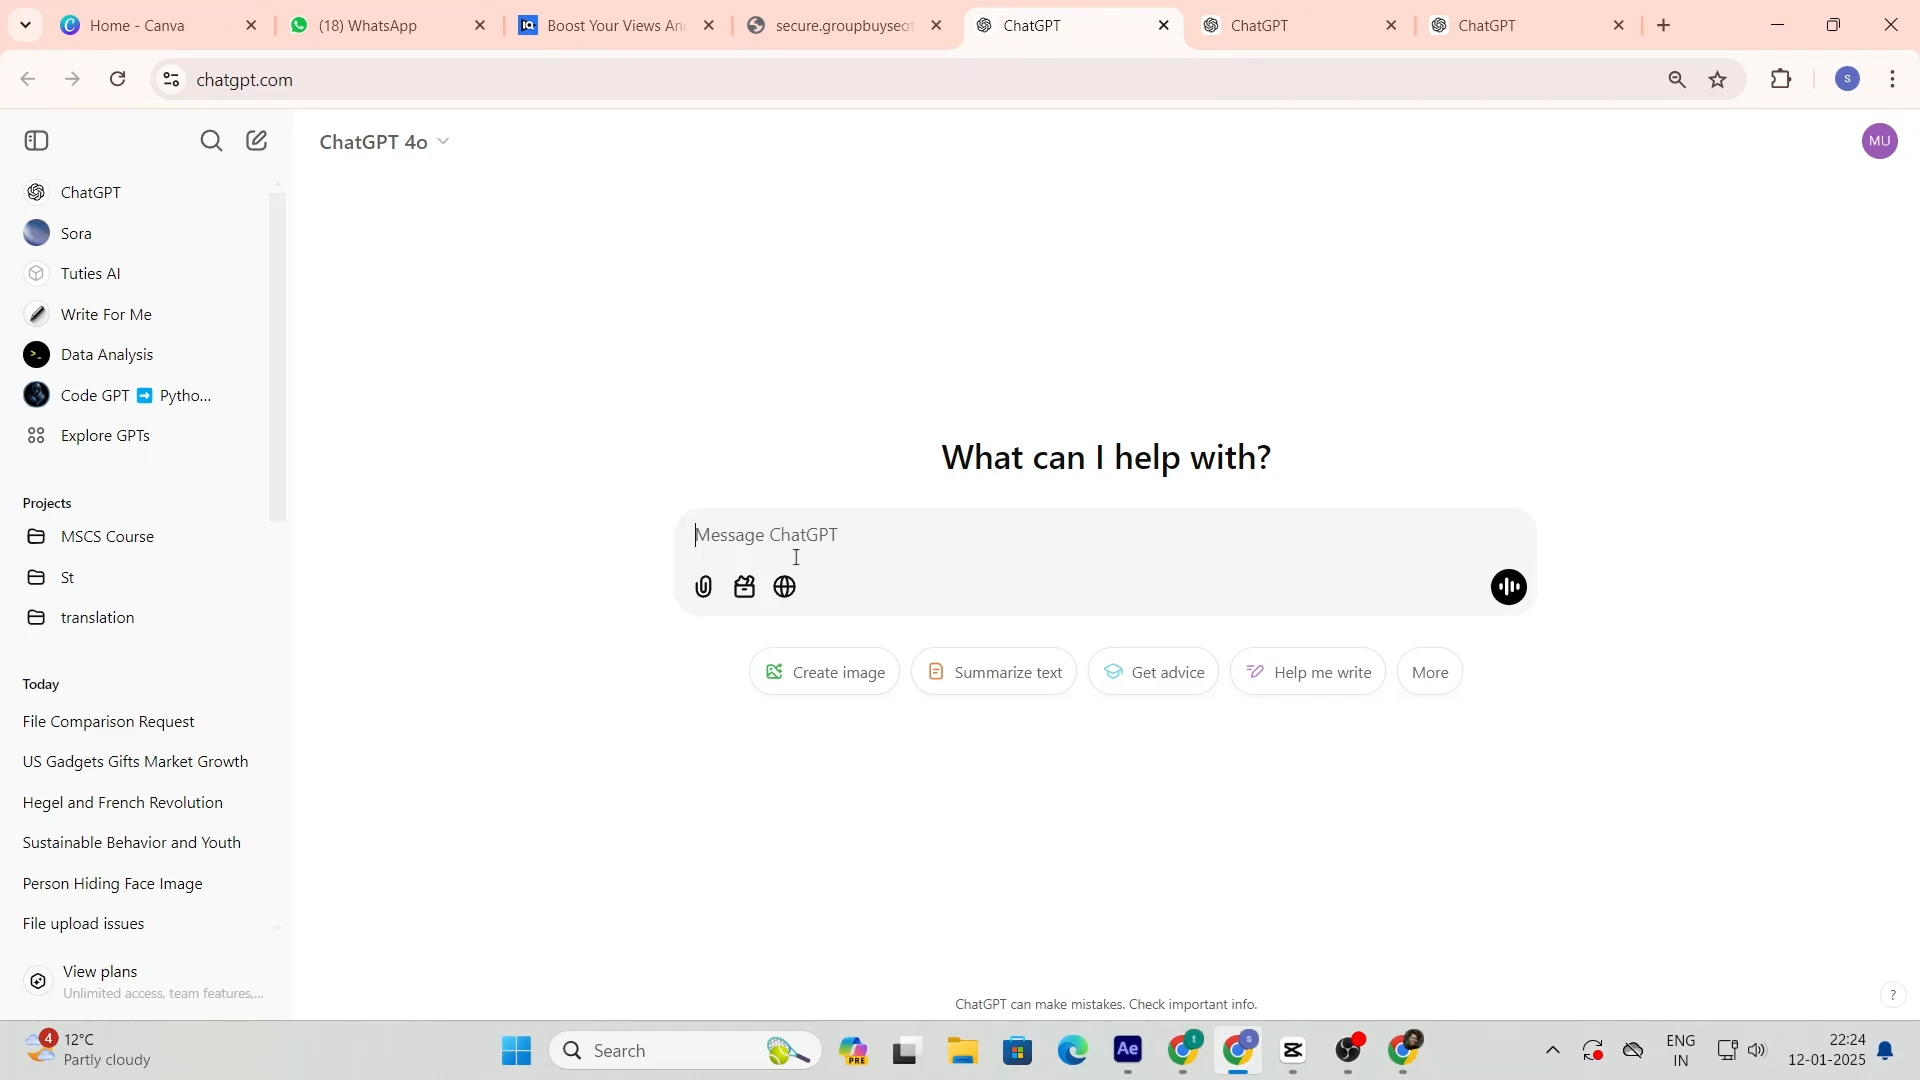 Home - Canva
(18) WhatsApp
Boost Your Views An
secure.groupbuyseot
ChatGPT
ChatGPT
ChatGPT
chatgpt.com
S
ChatGPT 4o
MU
ChatGPT
Sora
Tuties AI
Write For Me
Data Analysis
Code GPT ➡️ Pytho...
Explore GPTs
Projects
MSCS Course
St
translation
Today
File Comparison Request
US Gadgets Gifts Market Growth
Hegel and French Revolution
Sustainable Behavior and Youth
Person Hiding Face Image
File upload issues
View plans
Unlimited access, team features,...
What can I help with?
Message ChatGPT
Create image
Summarize text
Get advice
Help me write
More
ChatGPT can make mistakes. Check important info.
?
4
12°C
Partly cloudy
Search
PRE
Ae
t
s
ENG
IN
22:24
12-01-2025